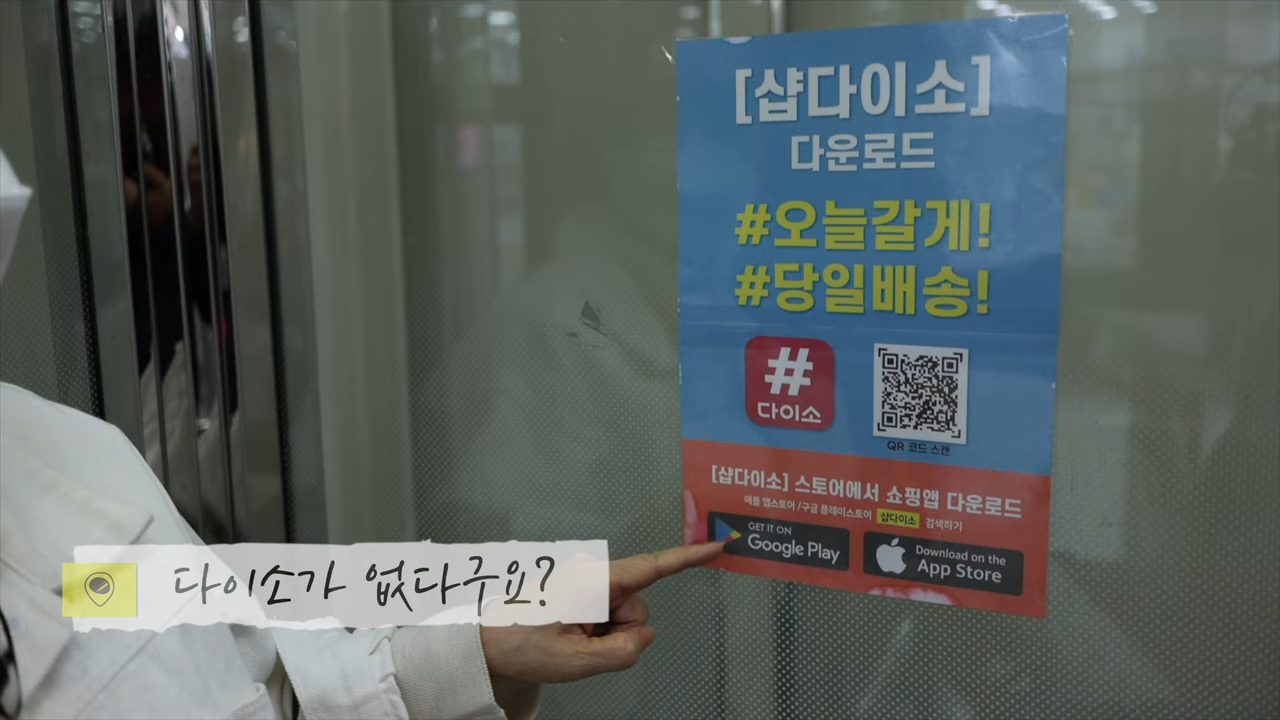 [샵다이소]
다운로드
#오늘갈게!
#당일배송!
#
다이소
QR 코드 스캔
[샵다이소] 스토어에서 쇼핑앱 다운로드
애플 앱스토어 /구글 플레이스토어 샵다이소 검색하기
GET IT ON
Google Play
Download on the
App Store
다이소가 없다구요?